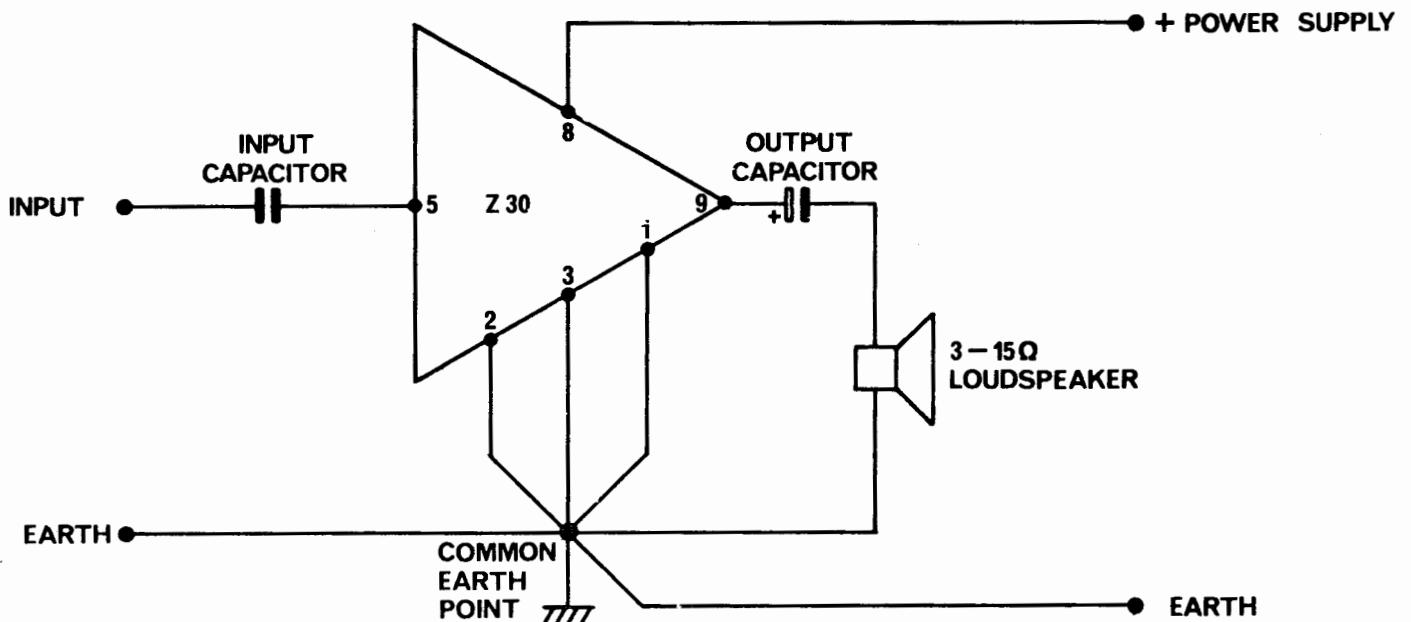 + POWER SUPPLY
8
INPUT
CAPACITOR
OUTPUT
CAPACITOR
INPUT
5
Z 30
9
+
i
3
2
3–15Ω
LOUDSPEAKER
EARTH
COMMON
EARTH
POINT
EARTH